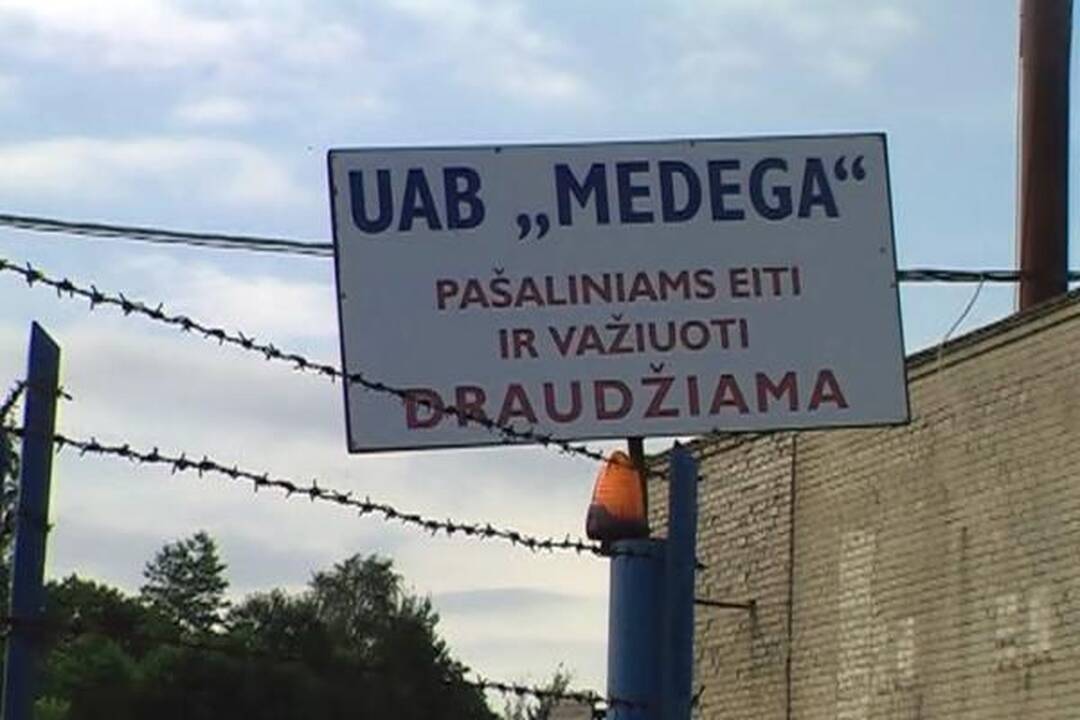 UAB „MEDEGA“
PAŠALINIAMS EITI
IR VAŽIUOTI
DRAUDŽIAMA